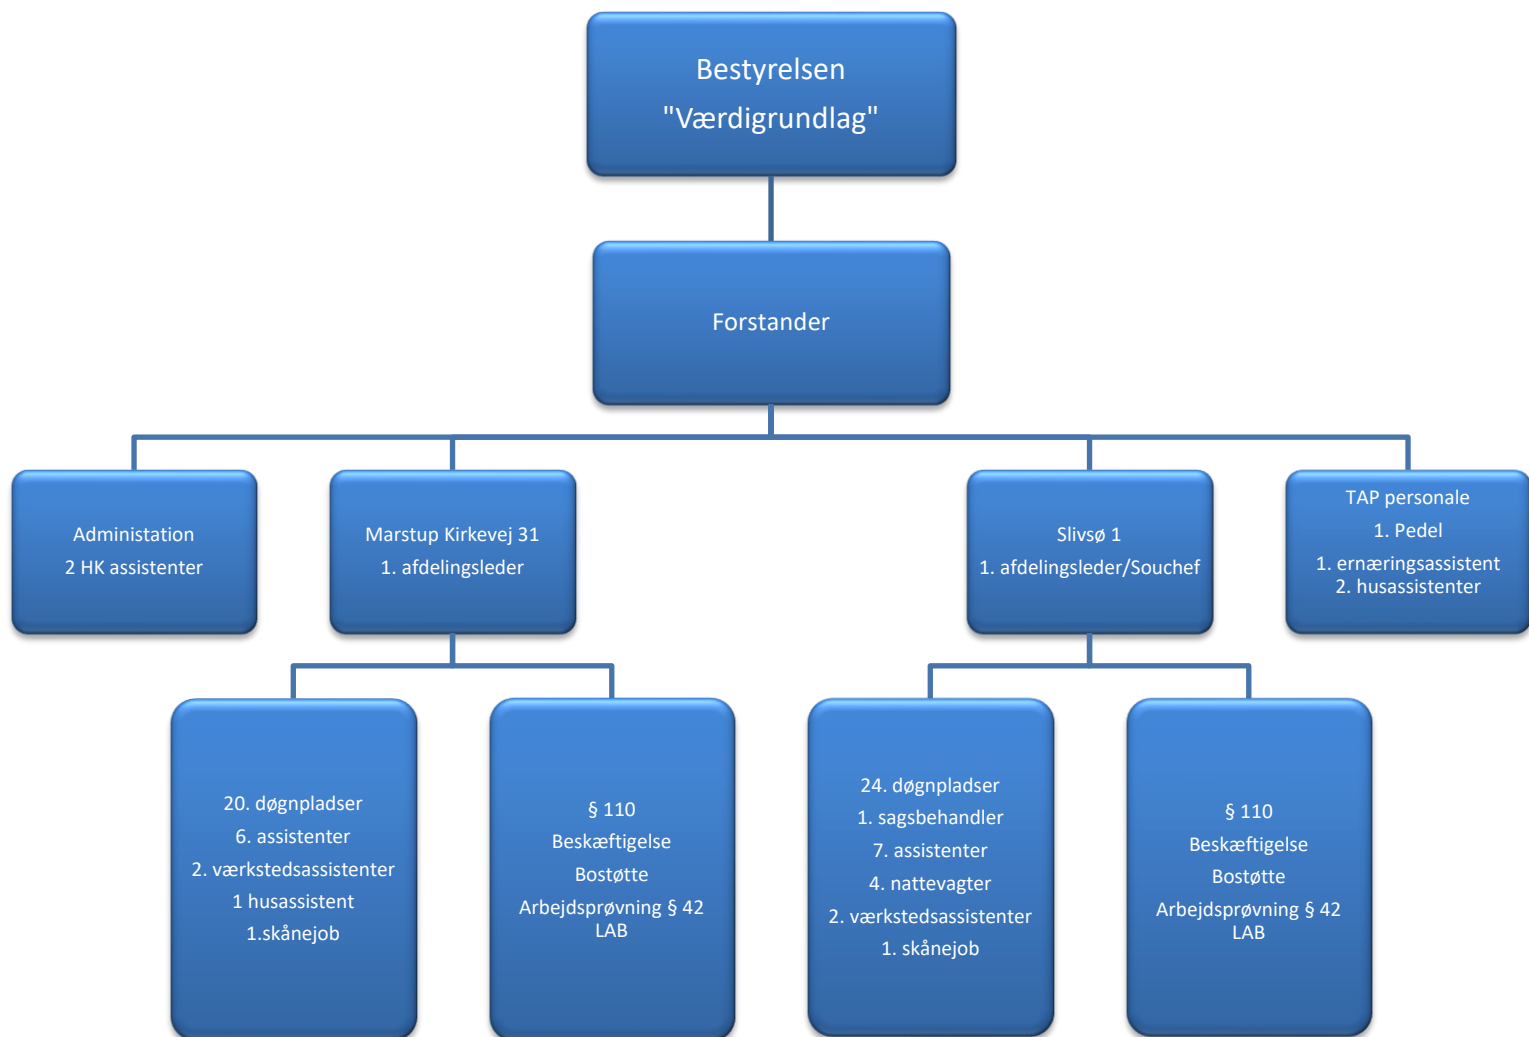 Bestyrelsen
"Værdigrundlag"
Forstander
Administation
2 HK assistenter
Marstup Kirkevej 31
1. afdelingsleder
Slivsø 1
1. afdelingsleder/Souchef
TAP personale
1. Pedel
1. ernæringsassistent
2. husassistenter
20. døgnpladser
6. assistenter
2. værkstedsassistenter
1 husassistent
1.skånejob
§ 110
Beskæftigelse
Bostøtte
Arbejdsprøvning § 42
LAB
24. døgnpladser
1. sagsbehandler
7. assistenter
4. nattevagter
2. værkstedsassistenter
1. skånejob
§ 110
Beskæftigelse
Bostøtte
Arbejdsprøvning § 42
LAB